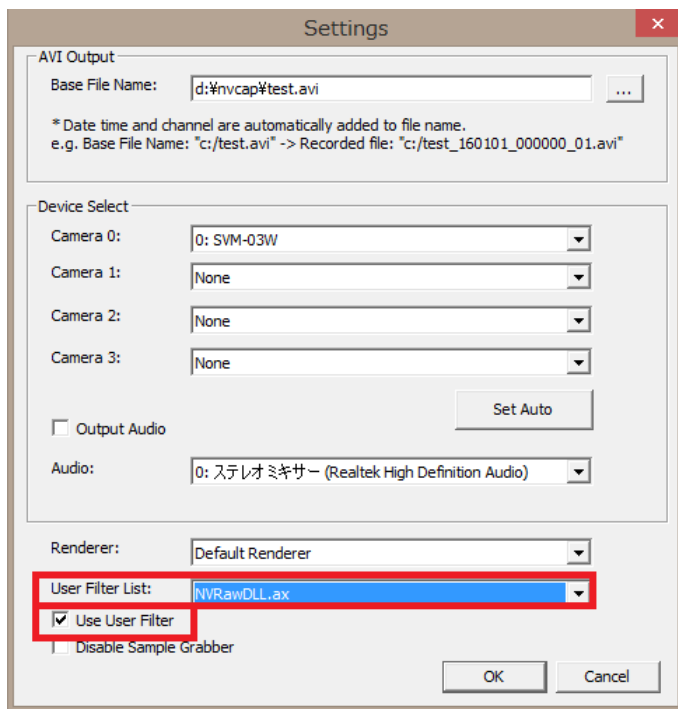 Settings
AVI Output
Base File Name: d:¥nvcap¥test.avi ...
* Date time and channel are automatically added to file name.
e.g. Base File Name: "c:/test.avi" -> Recorded file: "c:/test_160101_000000_01.avi"
Device Select
Camera 0: 0: SVM-03W
Camera 1: None
Camera 2: None
Camera 3: None
Set Auto
Output Audio
Audio: 0: ステレオ ミキサー (Realtek High Definition Audio)
Renderer: Default Renderer
User Filter List: NVRawDLL.ax
Use User Filter
Disable Sample Grabber
OK Cancel